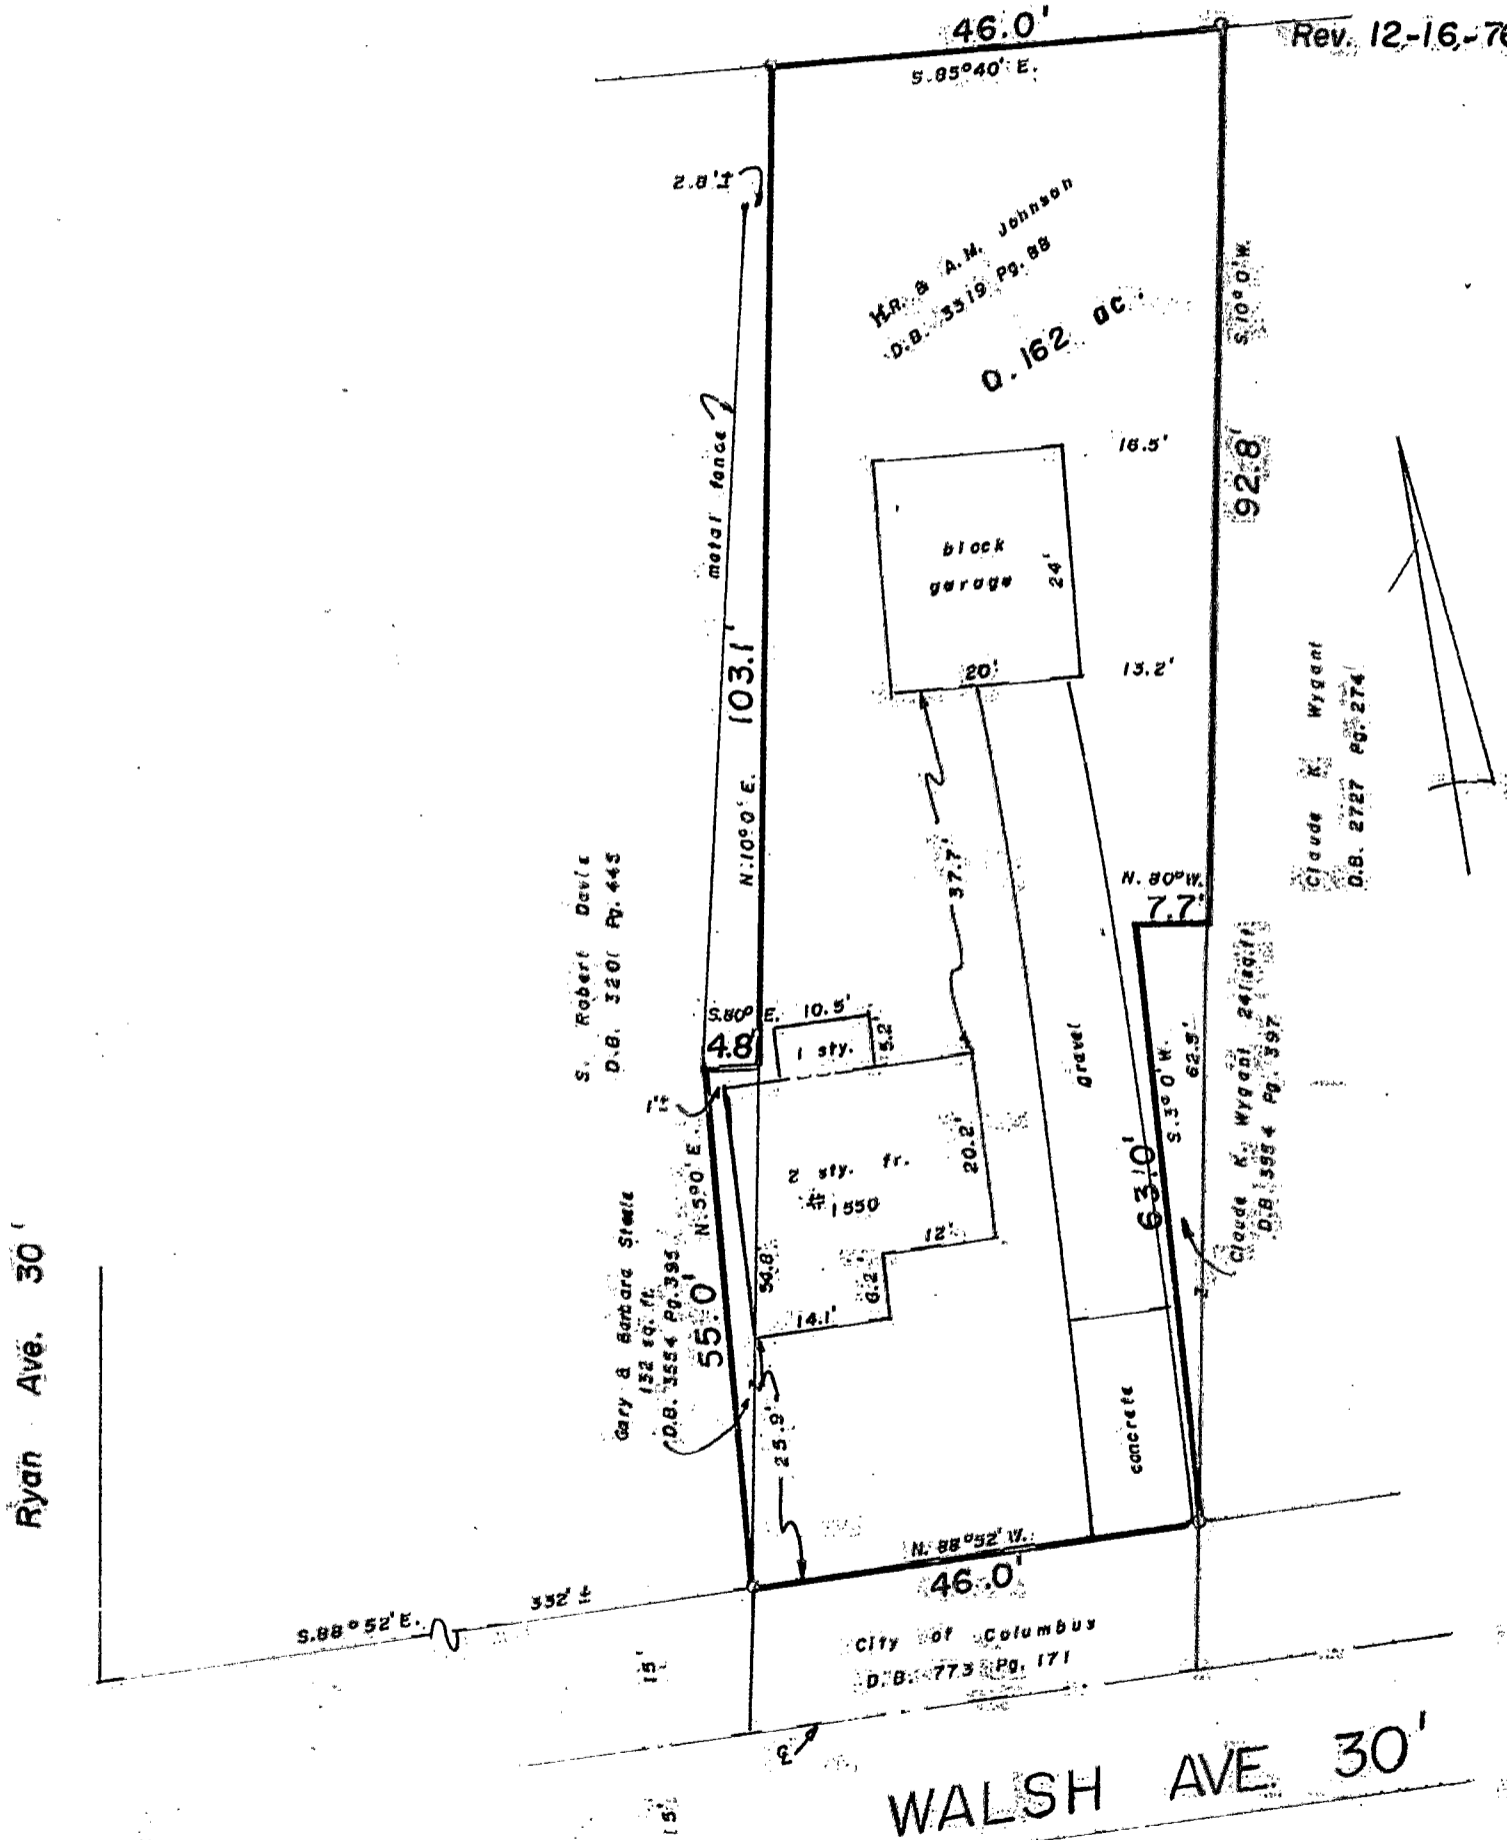 46.0'
Rev. 12-16-76
S.85°40' E.
2.8'±
H.R. & A.M. Johnson
D.B. 3319 Pg. 88
0.162 ac.
S.10°0'W.
92.8'
metal fence
16.5'
block
garage
24'
20'
13.2'
103.1'
N.10°0' E.
Claude K. Wygant
D.B. 2727 Pg. 274
37.7'
N. 80°W.
7.7'
S. Robert Davis
D.B. 3201 Pg. 445
S.80° E.
4.8'
10.5'
1 sty.
5.2'
gravel
S.3°0'W.
62.9'
63.0'
Claude K. Wygant 241 sq.ft.
D.B. 3554 Pg. 397
1'±
N.5°0' E.
2 sty. fr.
# 1550
20.2'
12'
6.2'
14.1'
54.8'
55.0'
Gary & Barbara Steele
132 sq. ft.
D.B. 3554 Pg. 395
25.9'
concrete
Ryan Ave. 30'
N. 88°52' W.
46.0'
332' ±
S.88°52' E.
City of Columbus
D.B. 773 Pg. 171
15'
15'
WALSH AVE. 30'